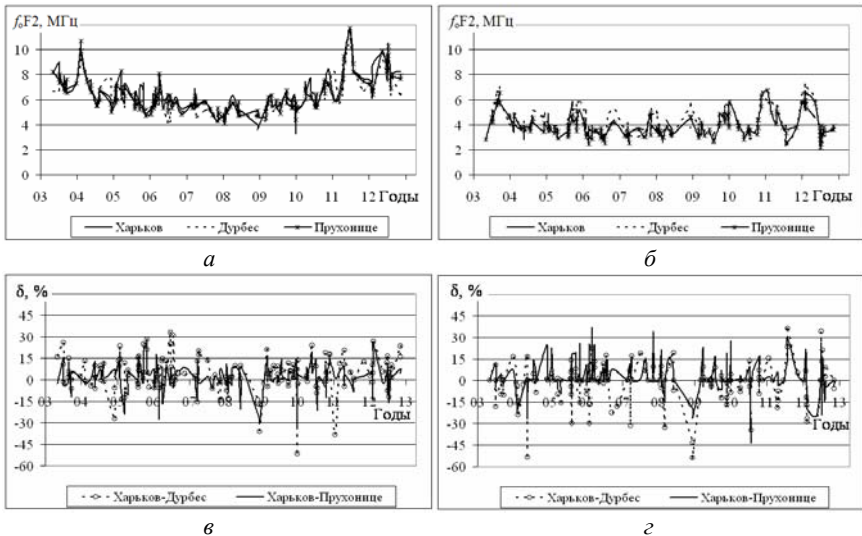 f₀F2, МГц
10
8
6
4
2
0
03 04 05 06 07 08 09 10 11 12 Годы
Харьков Дурбес Прухонице
а
f₀F2, МГц
10
8
6
4
2
0
03 04 05 06 07 08 09 10 11 12 Годы
Харьков Дурбес Прухонице
б
δ, %
45
30
15
0
-15
-30
-45
-60
03 04 05 06 07 08 09 10 11 12 13
Годы
Харьков-Дурбес Харьков-Прухонице
в
δ, %
45
30
15
0
-15
-30
-45
-60
03 04 05 06 07 08 09 10 11 12 13
Годы
Харьков-Дурбес Харьков-Прухонице
г